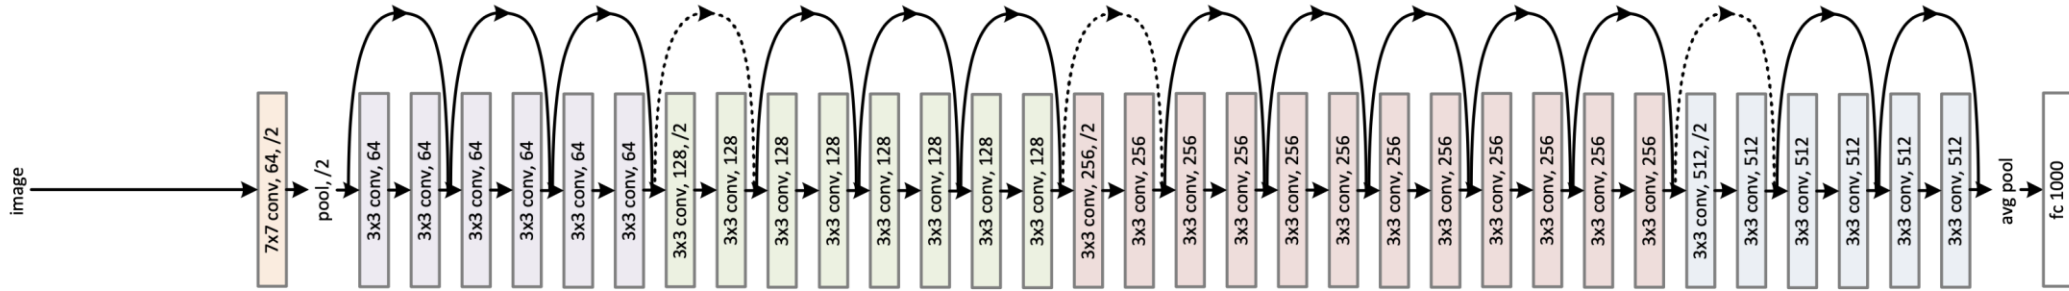 image
7x7 conv, 64, /2
pool, /2
3x3 conv, 64
3x3 conv, 64
3x3 conv, 64
3x3 conv, 64
3x3 conv, 64
3x3 conv, 64
3x3 conv, 128, /2
3x3 conv, 128
3x3 conv, 128
3x3 conv, 128
3x3 conv, 128
3x3 conv, 128
3x3 conv, 128
3x3 conv, 128
3x3 conv, 256, /2
3x3 conv, 256
3x3 conv, 256
3x3 conv, 256
3x3 conv, 256
3x3 conv, 256
3x3 conv, 256
3x3 conv, 256
3x3 conv, 256
3x3 conv, 256
3x3 conv, 256
3x3 conv, 256
3x3 conv, 512, /2
3x3 conv, 512
3x3 conv, 512
3x3 conv, 512
3x3 conv, 512
3x3 conv, 512
avg pool
fc 1000